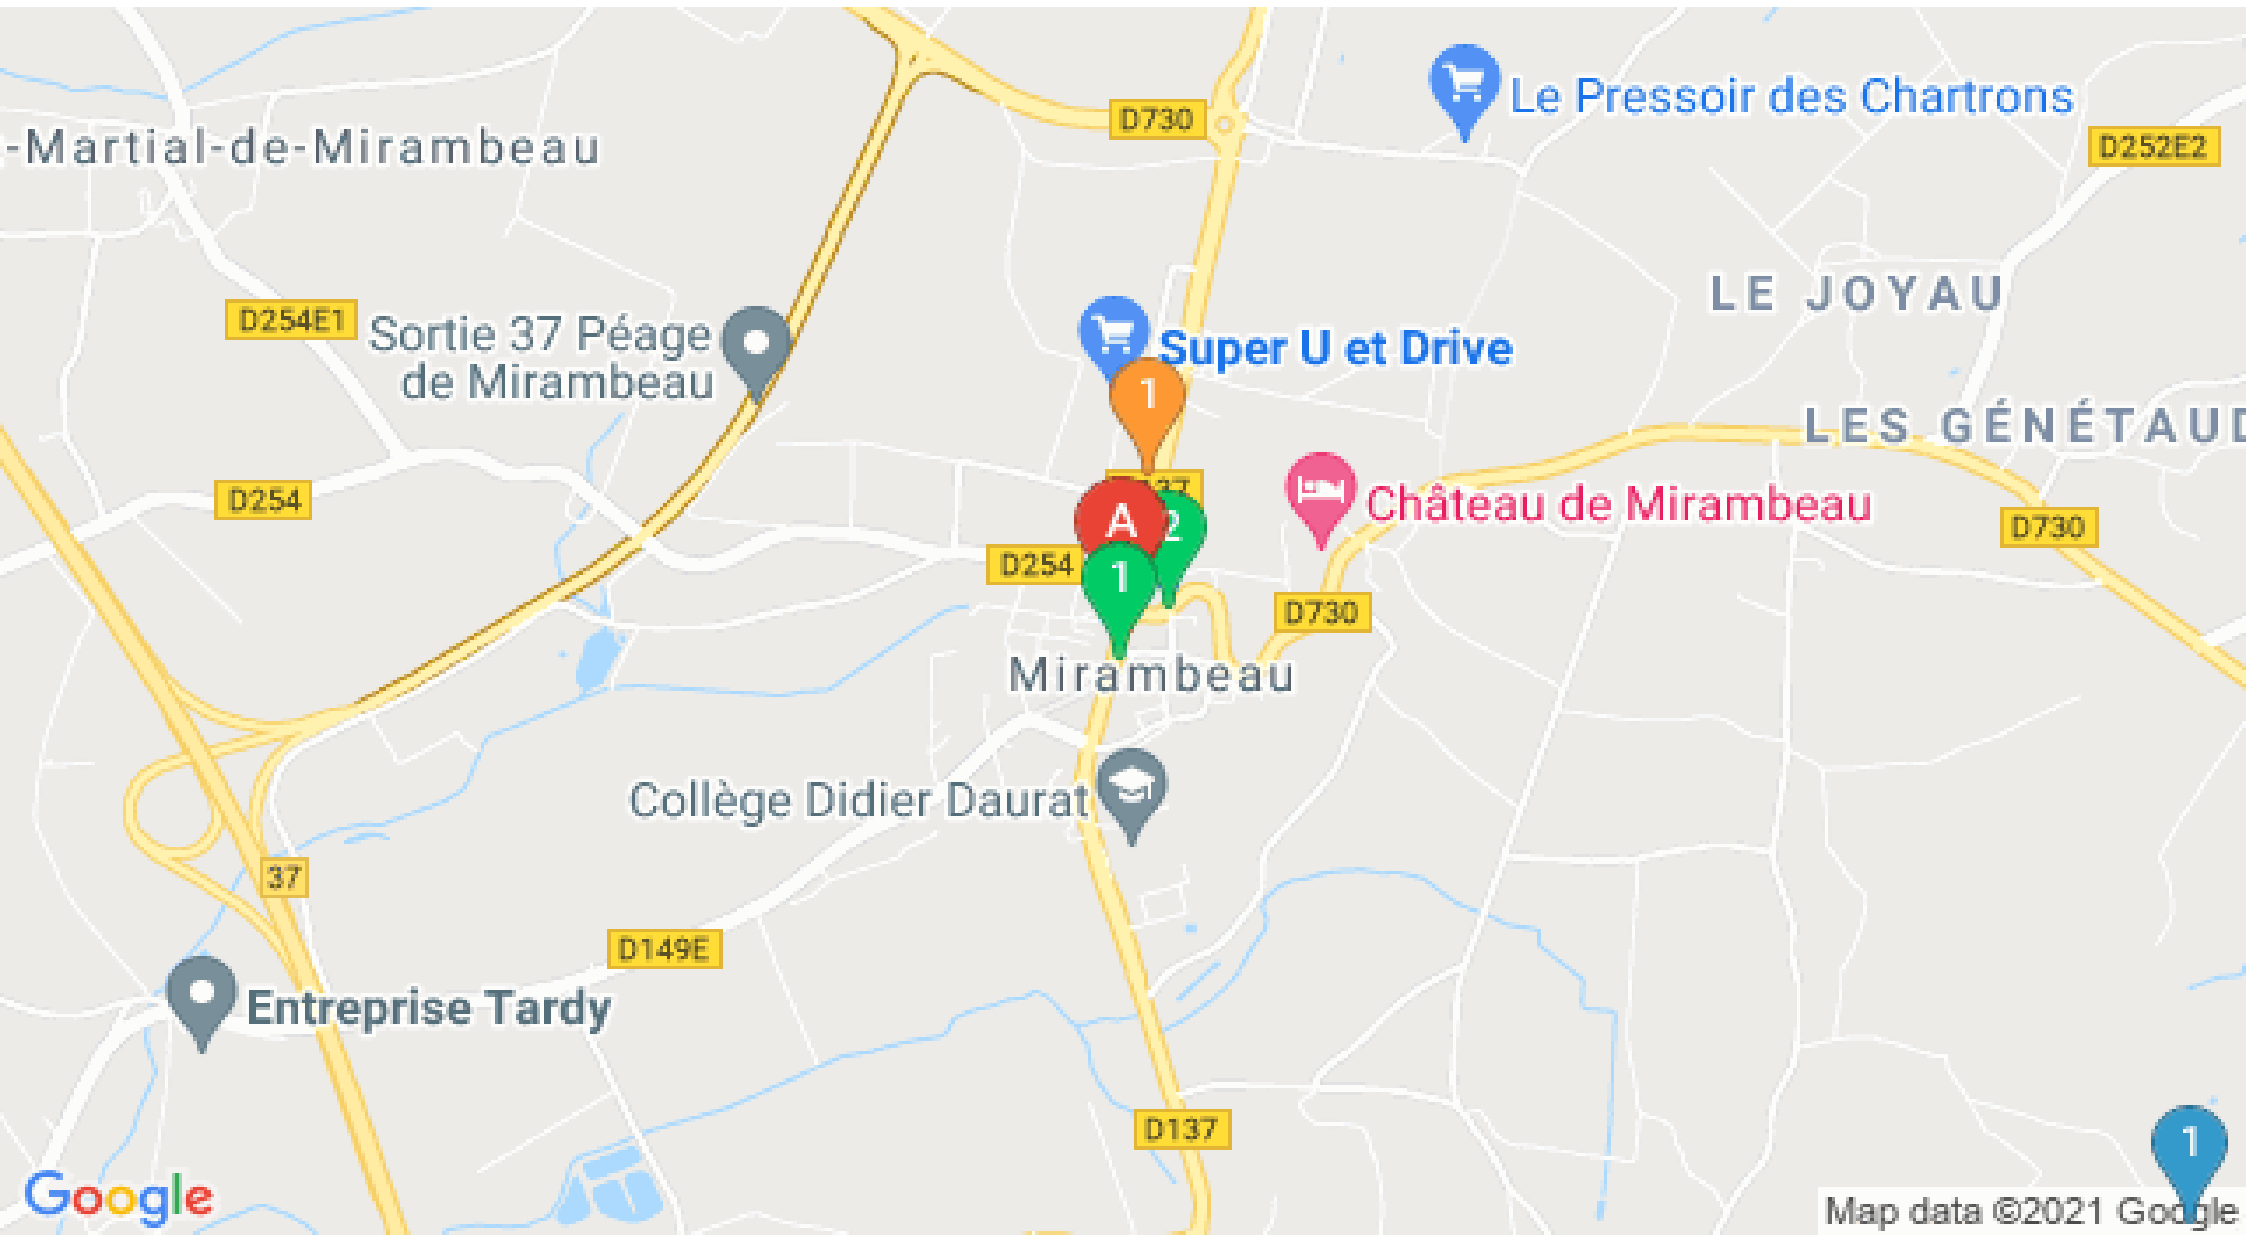 D730
Le Pressoir des Chartrons
-Martial-de-Mirambeau
D252E2
LE JOYAU
D254E1
Sortie 37 Péage
de Mirambeau
Super U et Drive
1
LES GÉNÉTAUD
D254
37
A
2
Château de Mirambeau
D730
D254
1
D730
Mirambeau
Collège Didier Daurat
37
D149E
Entreprise Tardy
D137
1
Google
Map data ©2021 Google